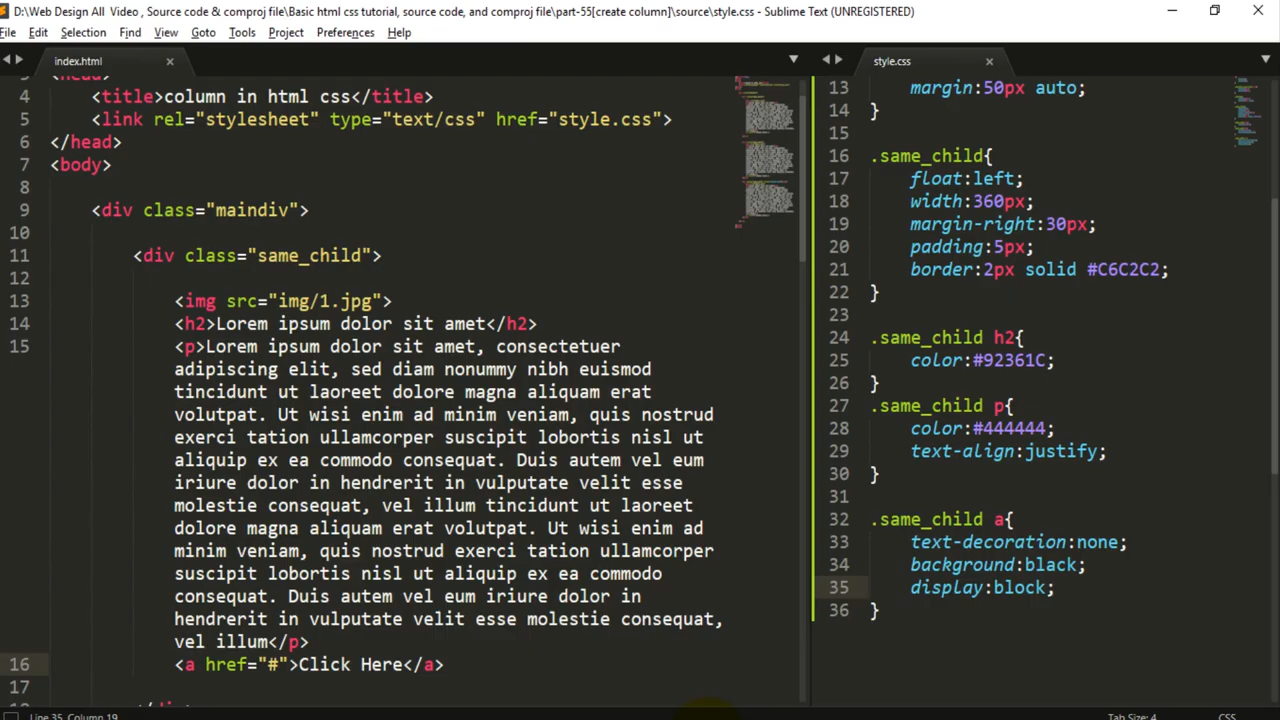 D:\Web Design All  Video , Source code & comproj file\Basic html css tutorial, source code, and comproj file\part-55[create column]\source\style.css - Sublime Text (UNREGISTERED)
File Edit Selection Find View Goto Tools Project Preferences Help
index.html
4 <title>column in html css</title>
5 <link rel="stylesheet" type="text/css" href="style.css">
6 </head>
7 <body>
8
9 <div class="maindiv">
10
11 <div class="same_child">
12
13 <img src="img/1.jpg">
14 <h2>Lorem ipsum dolor sit amet</h2>
15 <p>Lorem ipsum dolor sit amet, consectetuer
adipiscing elit, sed diam nonummy nibh euismod
tincidunt ut laoreet dolore magna aliquam erat
volutpat. Ut wisi enim ad minim veniam, quis nostrud
exerci tation ullamcorper suscipit lobortis nisl ut
aliquip ex ea commodo consequat. Duis autem vel eum
iriure dolor in hendrerit in vulputate velit esse
molestie consequat, vel illum tincidunt ut laoreet
dolore magna aliquam erat volutpat. Ut wisi enim ad
minim veniam, quis nostrud exerci tation ullamcorper
suscipit lobortis nisl ut aliquip ex ea commodo
consequat. Duis autem vel eum iriure dolor in
hendrerit in vulputate velit esse molestie consequat,
vel illum</p>
16 <a href="#">Click Here</a>
17
style.css
13 margin:50px auto;
14 }
15
16 .same_child{
17 float:left;
18 width:360px;
19 margin-right:30px;
20 padding:5px;
21 border:2px solid #C6C2C2;
22 }
23
24 .same_child h2{
25 color:#92361C;
26 }
27 .same_child p{
28 color:#444444;
29 text-align:justify;
30 }
31
32 .same_child a{
33 text-decoration:none;
34 background:black;
35 display:block;
36 }
Line 35, Column 19
Tab Size: 4
CSS